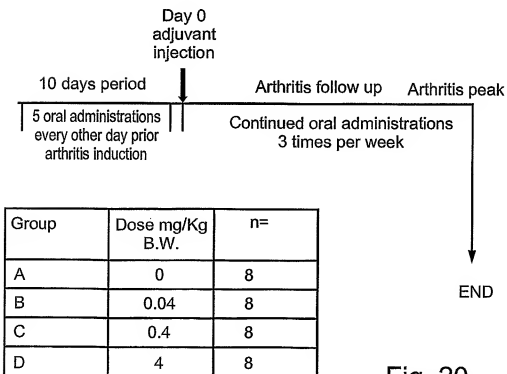 Day 0
adjuvant
injection
10 days period
Arthritis follow up
Arthritis peak
5 oral administrations
every other day prior
arthritis induction
Continued oral administrations
3 times per week
END
Group Dose mg/Kg B.W. n=
A 0 8
B 0.04 8
C 0.4 8
D 4 8
Fig. 20